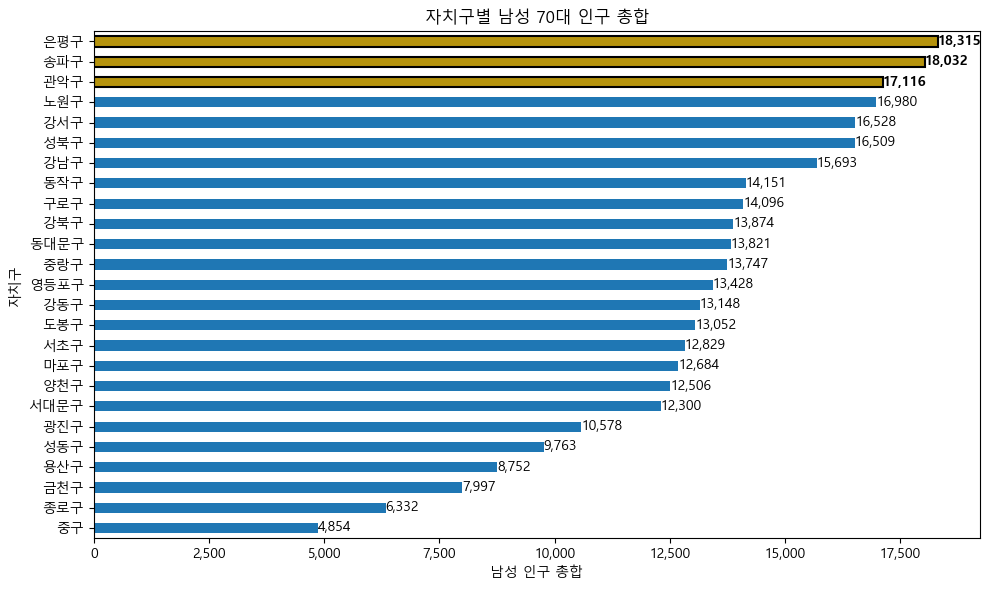 자치구별 남성 70대 인구 총합
자치구
은평구 18,315
송파구 18,032
관악구 17,116
노원구 16,980
강서구 16,528
성북구 16,509
강남구 15,693
동작구 14,151
구로구 14,096
강북구 13,874
동대문구 13,821
중랑구 13,747
영등포구 13,428
강동구 13,148
도봉구 13,052
서초구 12,829
마포구 12,684
양천구 12,506
서대문구 12,300
광진구 10,578
성동구 9,763
용산구 8,752
금천구 7,997
종로구 6,332
중구 4,854
0 2,500 5,000 7,500 10,000 12,500 15,000 17,500
남성 인구 총합